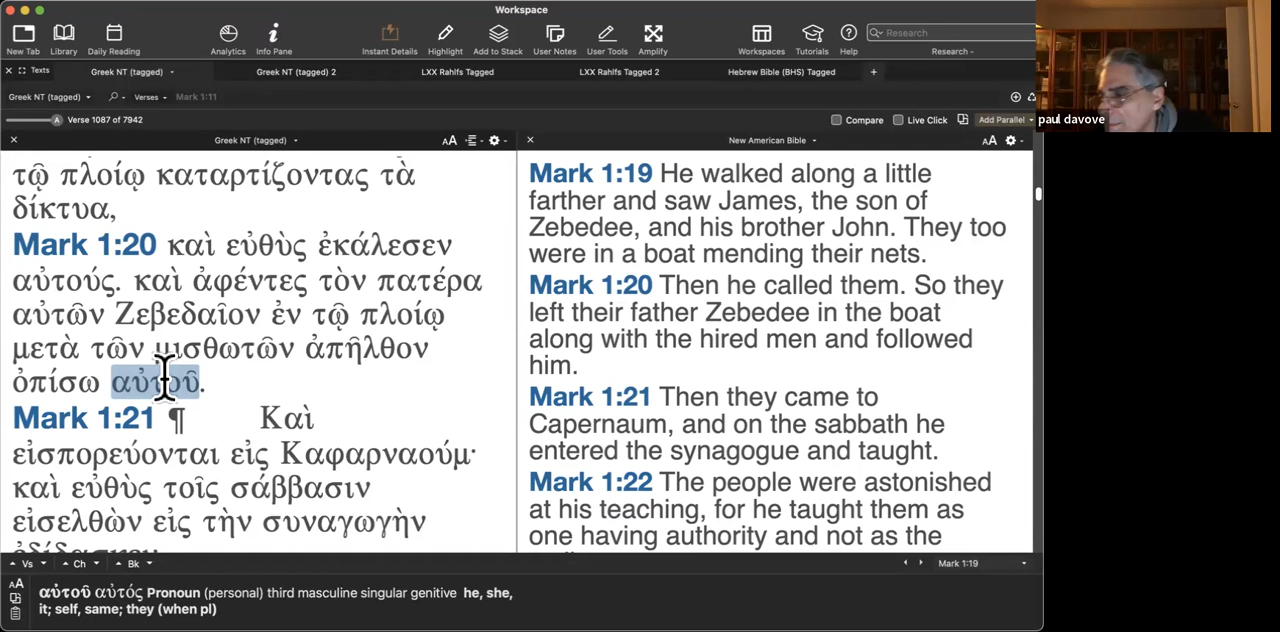 Workspace
New Tab Library Daily Reading Analytics Info Pane Instant Details Highlight Add to Stack User Notes User Tools Amplify Workspaces Tutorials Help Research
Research
Texts Greek NT (tagged) Greek NT (tagged) 2 LXX Rahlfs Tagged LXX Rahlfs Tagged 2 Hebrew Bible (BHS) Tagged +
Greek NT (tagged) Verses Mark 1:11
paul davove
Verse 1087 of 7942 Compare Live Click Add Parallel
Greek NT (tagged) AA
τῷ πλοίῳ καταρτίζοντας τὰ
δίκτυα,
Mark 1:20 καὶ εὐθὺς ἐκάλεσεν
αὐτούς. καὶ ἀφέντες τὸν πατέρα
αὐτῶν Ζεβεδαῖον ἐν τῷ πλοίῳ
μετὰ τῶν μισθωτῶν ἀπῆλθον
ὀπίσω αὐτοῦ.
Mark 1:21 ¶ Καὶ
εἰσπορεύονται εἰς Καφαρναούμ·
καὶ εὐθὺς τοῖς σάββασιν
εἰσελθὼν εἰς τὴν συναγωγὴν
New American Bible AA
Mark 1:19 He walked along a little
farther and saw James, the son of
Zebedee, and his brother John. They too
were in a boat mending their nets.
Mark 1:20 Then he called them. So they
left their father Zebedee in the boat
along with the hired men and followed
him.
Mark 1:21 Then they came to
Capernaum, and on the sabbath he
entered the synagogue and taught.
Mark 1:22 The people were astonished
at his teaching, for he taught them as
one having authority and not as the
Vs Ch Bk Mark 1:19
AA
αὐτοῦ αὐτός Pronoun (personal) third masculine singular genitive he, she,
it; self, same; they (when pl)